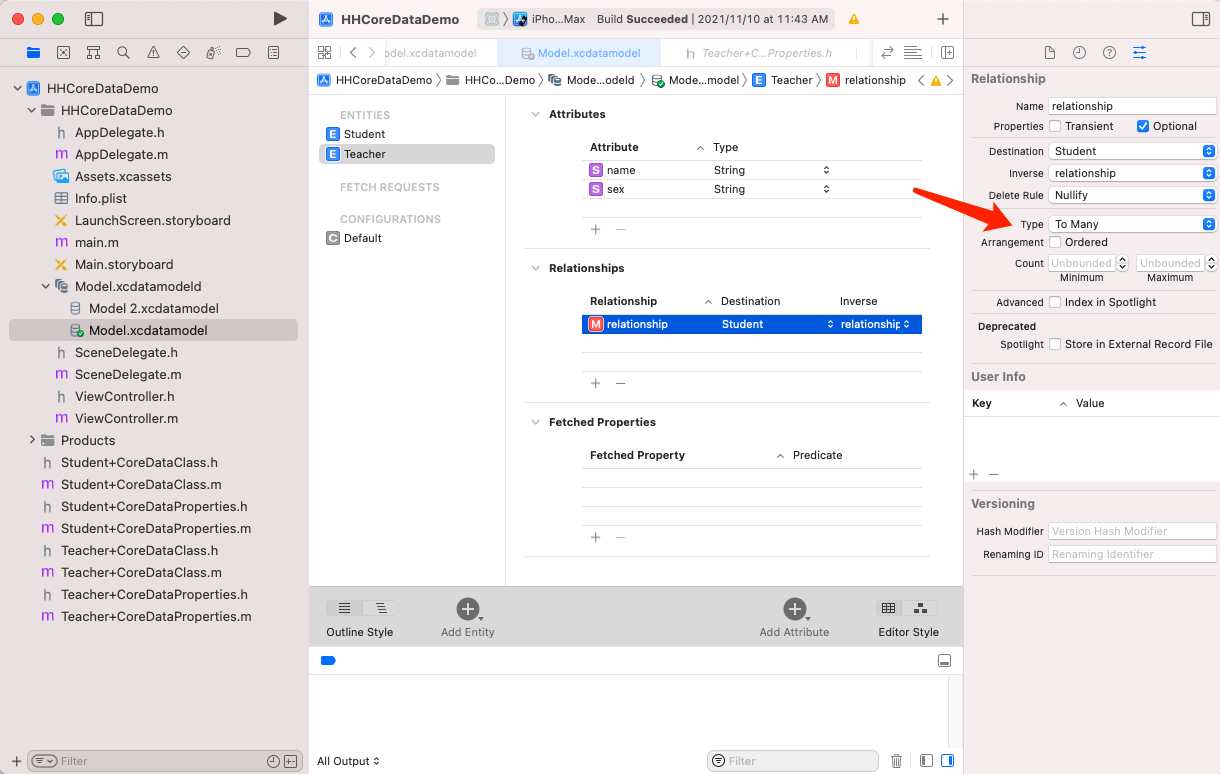 HHCoreDataDemo
iPho...Max
Build Succeeded | 2021/11/10 at 11:43 AM
HHCoreDataDemo
HHCoreDataDemo
h AppDelegate.h
m AppDelegate.m
Assets.xcassets
Info.plist
LaunchScreen.storyboard
m main.m
Main.storyboard
Model.xcdatamodeld
Model 2.xcdatamodel
Model.xcdatamodel
h SceneDelegate.h
m SceneDelegate.m
h ViewController.h
m ViewController.m
Products
h Student+CoreDataClass.h
m Student+CoreDataClass.m
h Student+CoreDataProperties.h
m Student+CoreDataProperties.m
h Teacher+CoreDataClass.h
m Teacher+CoreDataClass.m
h Teacher+CoreDataProperties.h
m Teacher+CoreDataProperties.m
Filter
odel.xcdatamodel
Model.xcdatamodel
h Teacher+C...Properties.h
HHCoreDataDemo
HHCo...Demo
Mode...odeld
Mode...model
E Teacher
M relationship
ENTITIES
E Student
E Teacher
FETCH REQUESTS
CONFIGURATIONS
C Default
Attributes
Attribute Type
S name String
S sex String
Relationships
Relationship Destination Inverse
M relationship Student relationship
Fetched Properties
Fetched Property Predicate
Outline Style
Add Entity
Add Attribute
Editor Style
All Output
Filter
Relationship
Name relationship
Properties Transient Optional
Destination Student
Inverse relationship
Delete Rule Nullify
Type To Many
Arrangement Ordered
Count Unbounded Unbounded
Minimum Maximum
Advanced Index in Spotlight
Deprecated
Spotlight Store in External Record File
User Info
Key Value
Versioning
Hash Modifier Version Hash Modifier
Renaming ID Renaming Identifier